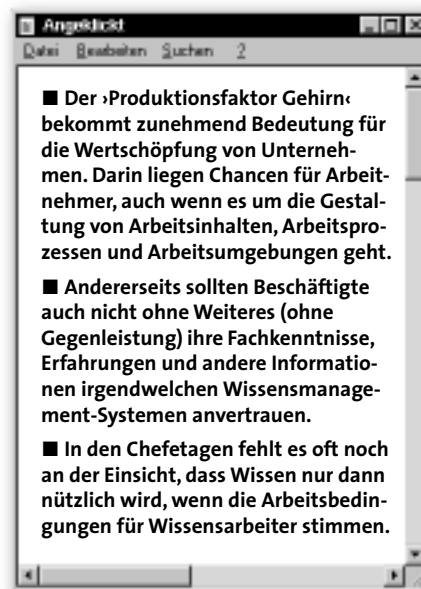 Angeklickt
Datei Bearbeiten Suchen ?
■ Der ›Produktionsfaktor Gehirn‹
bekommt zunehmend Bedeutung für
die Wertschöpfung von Unterneh-
men. Darin liegen Chancen für Arbeit-
nehmer, auch wenn es um die Gestal-
tung von Arbeitsinhalten, Arbeitspro-
zessen und Arbeitsumgebungen geht.
■ Andererseits sollten Beschäftigte
auch nicht ohne Weiteres (ohne
Gegenleistung) ihre Fachkenntnisse,
Erfahrungen und andere Informatio-
nen irgendwelchen Wissensmanage-
ment-Systemen anvertrauen.
■ In den Chefetagen fehlt es oft noch
an der Einsicht, dass Wissen nur dann
nützlich wird, wenn die Arbeitsbedin-
gungen für Wissensarbeiter stimmen.